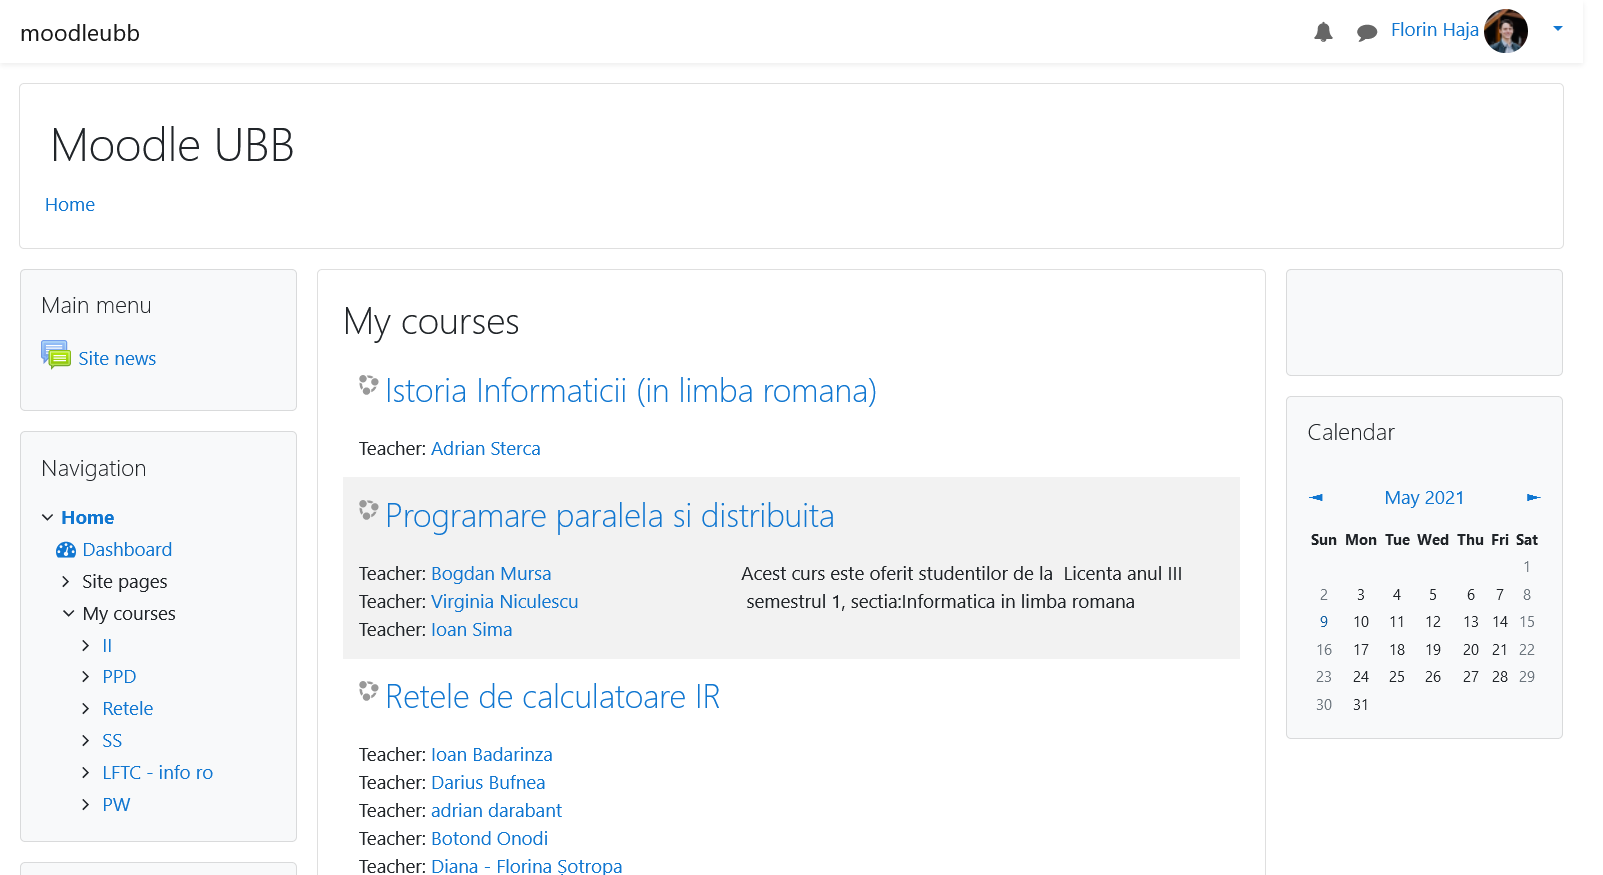 moodleubb
Florin Haja
Moodle UBB
Home
Main menu
Site news
Navigation
Home
Dashboard
Site pages
My courses
II
PPD
Retele
SS
LFTC - info ro
PW
My courses
Istoria Informaticii (in limba romana)
Teacher: Adrian Sterca
Programare paralela si distribuita
Teacher: Bogdan Mursa
Teacher: Virginia Niculescu
Teacher: Ioan Sima
Acest curs este oferit studentilor de la Licenta anul III
semestrul 1, sectia:Informatica in limba romana
Retele de calculatoare IR
Teacher: Ioan Badarinza
Teacher: Darius Bufnea
Teacher: adrian darabant
Teacher: Botond Onodi
Teacher: Diana - Florina Șotropa
Calendar
◄ May 2021 ►
Sun Mon Tue Wed Thu Fri Sat
1
2 3 4 5 6 7 8
9 10 11 12 13 14 15
16 17 18 19 20 21 22
23 24 25 26 27 28 29
30 31